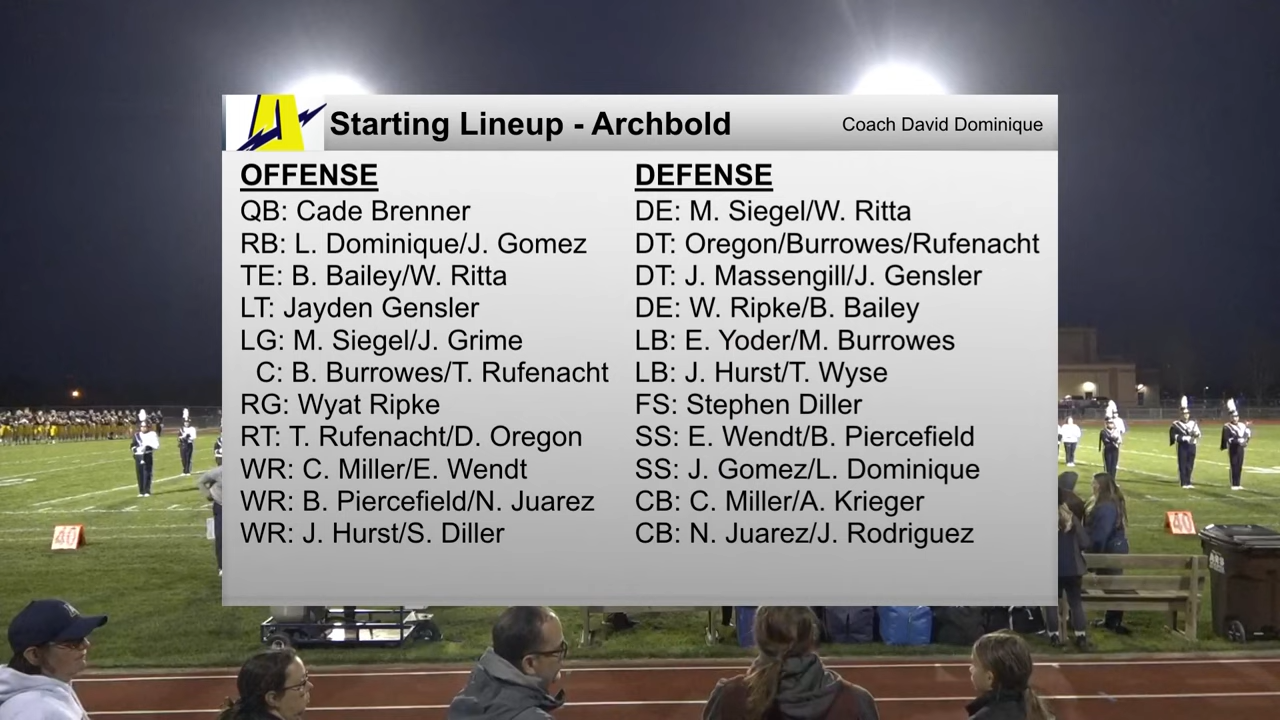 Starting Lineup - Archbold
Coach David Dominique
OFFENSE
QB: Cade Brenner
RB: L. Dominique/J. Gomez
TE: B. Bailey/W. Ritta
LT: Jayden Gensler
LG: M. Siegel/J. Grime
C: B. Burrowes/T. Rufenacht
RG: Wyat Ripke
RT: T. Rufenacht/D. Oregon
WR: C. Miller/E. Wendt
WR: B. Piercefield/N. Juarez
WR: J. Hurst/S. Diller
DEFENSE
DE: M. Siegel/W. Ritta
DT: Oregon/Burrowes/Rufenacht
DT: J. Massengill/J. Gensler
DE: W. Ripke/B. Bailey
LB: E. Yoder/M. Burrowes
LB: J. Hurst/T. Wyse
FS: Stephen Diller
SS: E. Wendt/B. Piercefield
SS: J. Gomez/L. Dominique
CB: C. Miller/A. Krieger
CB: N. Juarez/J. Rodriguez
40
40